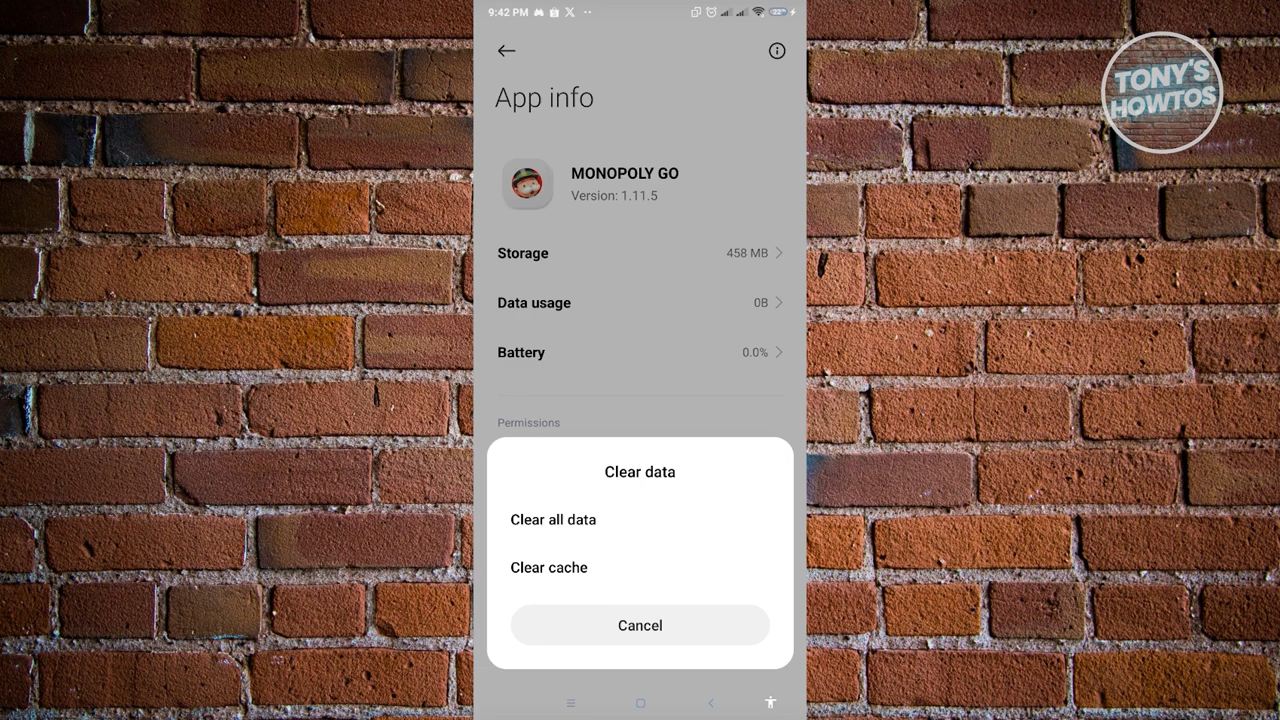 9:42 PM
22
App info
TONY'S
HOWTOS
MONOPOLY GO
Version: 1.11.5
Storage 458 MB
Data usage 0B
Battery 0.0%
Permissions
Clear data
Clear all data
Clear cache
Cancel